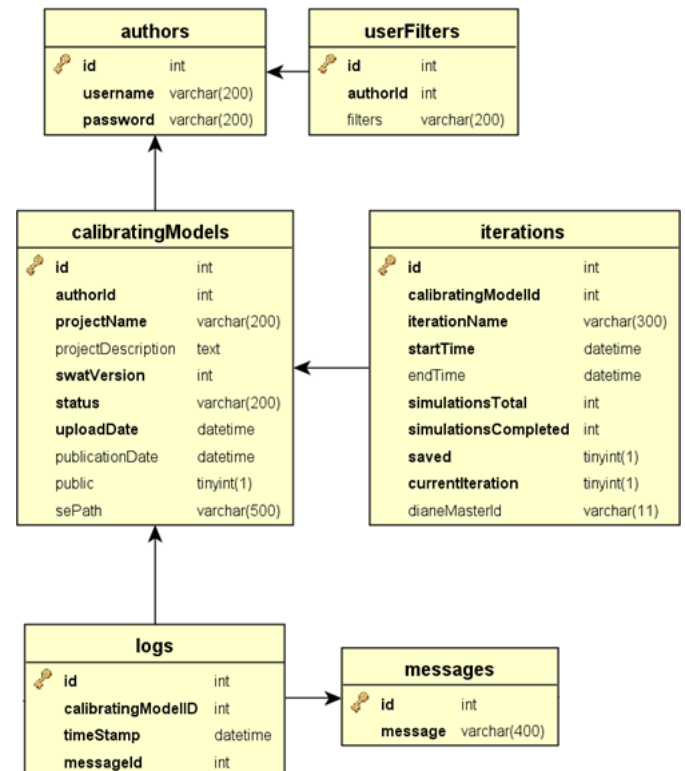 authors
id int
username varchar(200)
password varchar(200)
userFilters
id int
authorId int
filters varchar(200)
calibratingModels
id int
authorId int
projectName varchar(200)
projectDescription text
swatVersion int
status varchar(200)
uploadDate datetime
publicationDate datetime
public tinyint(1)
sePath varchar(500)
iterations
id int
calibratingModelId int
iterationName varchar(300)
startTime datetime
endTime datetime
simulationsTotal int
simulationsCompleted int
saved tinyint(1)
currentIteration tinyint(1)
dianeMasterId varchar(11)
logs
id int
calibratingModelID int
timeStamp datetime
messageId int
messages
id int
message varchar(400)